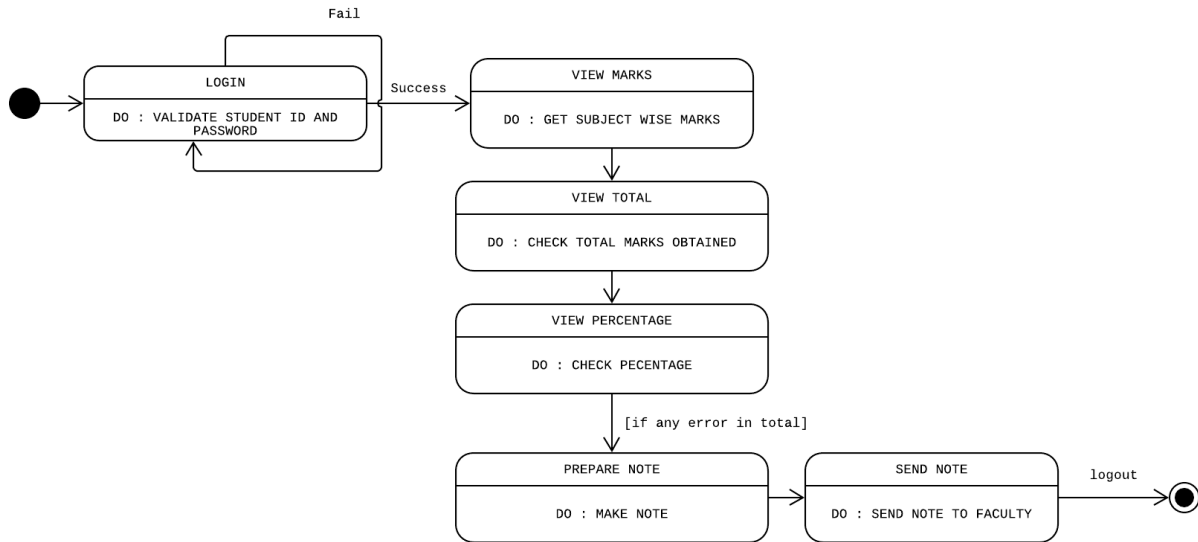 Fail
LOGIN
DO : VALIDATE STUDENT ID AND
PASSWORD
Success
VIEW MARKS
DO : GET SUBJECT WISE MARKS
VIEW TOTAL
DO : CHECK TOTAL MARKS OBTAINED
VIEW PERCENTAGE
DO : CHECK PECENTAGE
[if any error in total]
PREPARE NOTE
DO : MAKE NOTE
SEND NOTE
DO : SEND NOTE TO FACULTY
logout